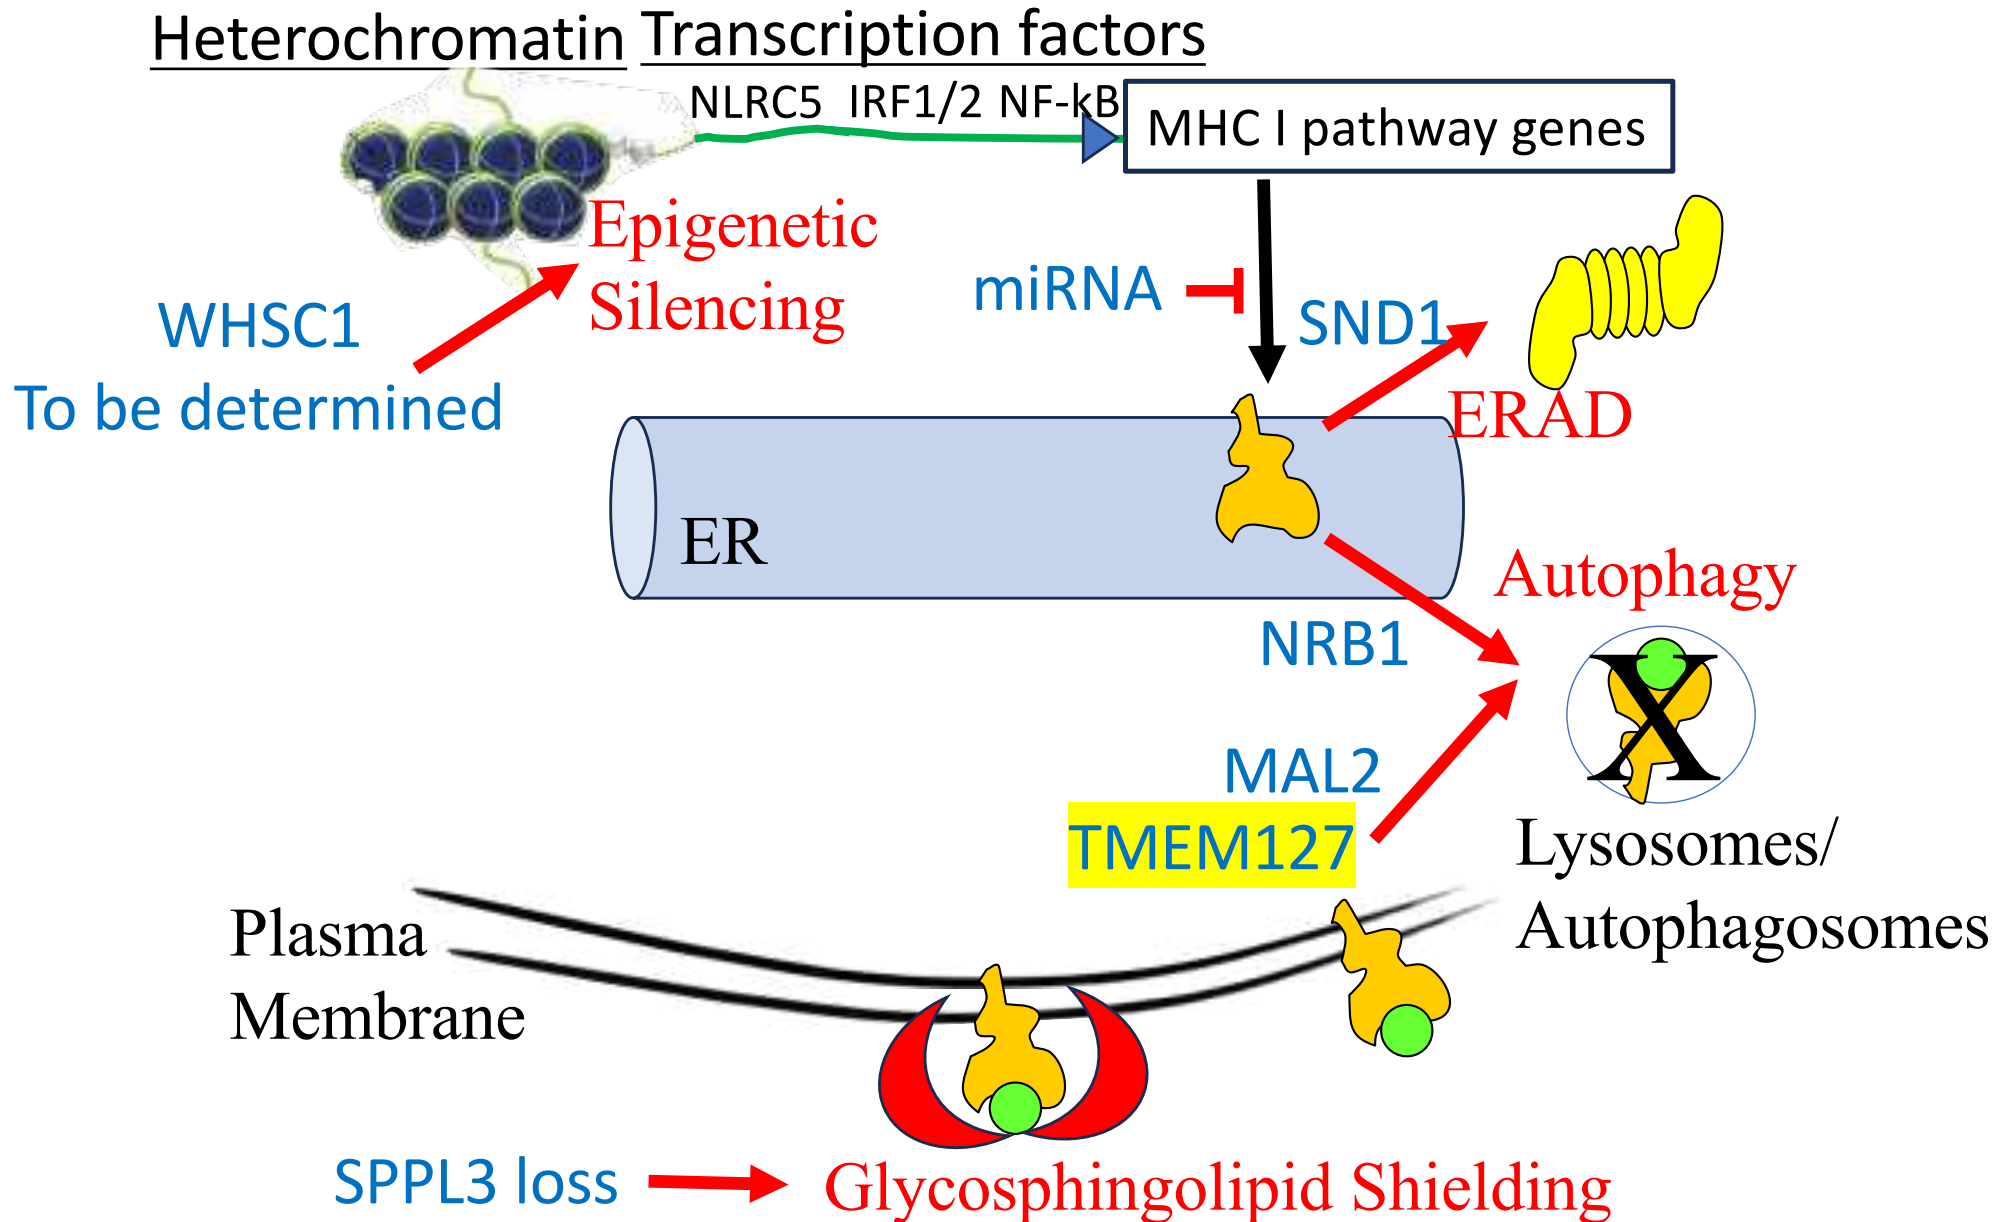 Heterochromatin
Transcription factors
NLRC5 IRF1/2 NF-kB
MHC I pathway genes
Epigenetic
Silencing
miRNA
SND1
WHSC1
To be determined
ERAD
ER
Autophagy
NRB1
X
MAL2
TMEM127
Lysosomes/
Autophagosomes
Plasma
Membrane
SPPL3 loss
Glycosphingolipid Shielding